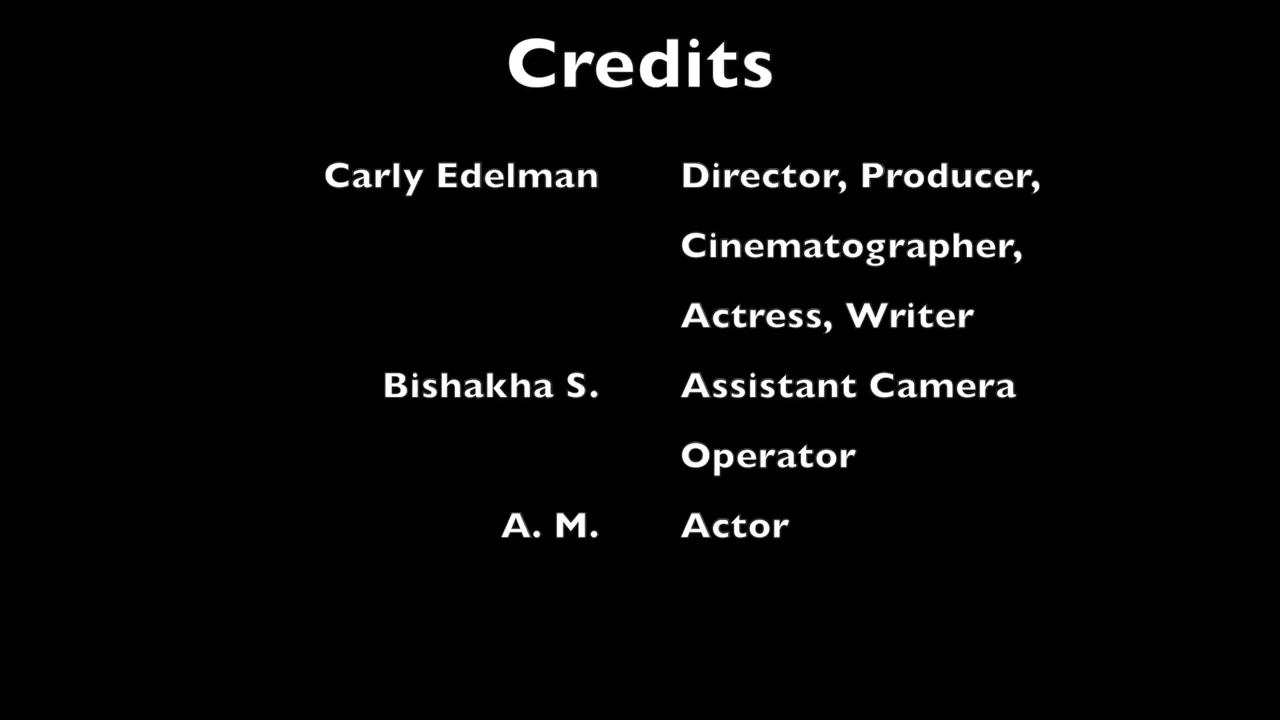 Credits
Carly Edelman Director, Producer,
Cinematographer,
Actress, Writer
Bishakha S. Assistant Camera
Operator
A. M. Actor